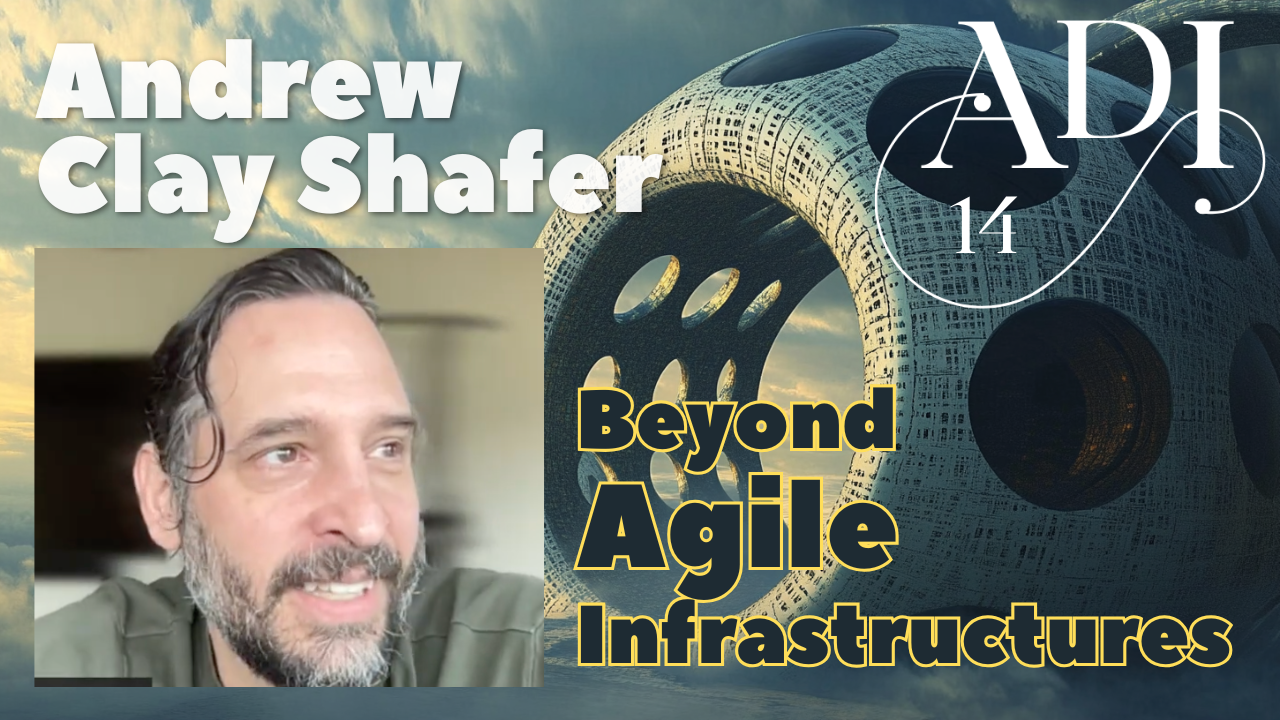 Andrew
Clay Shafer
ADI
14
Beyond
Agile
Infrastructures